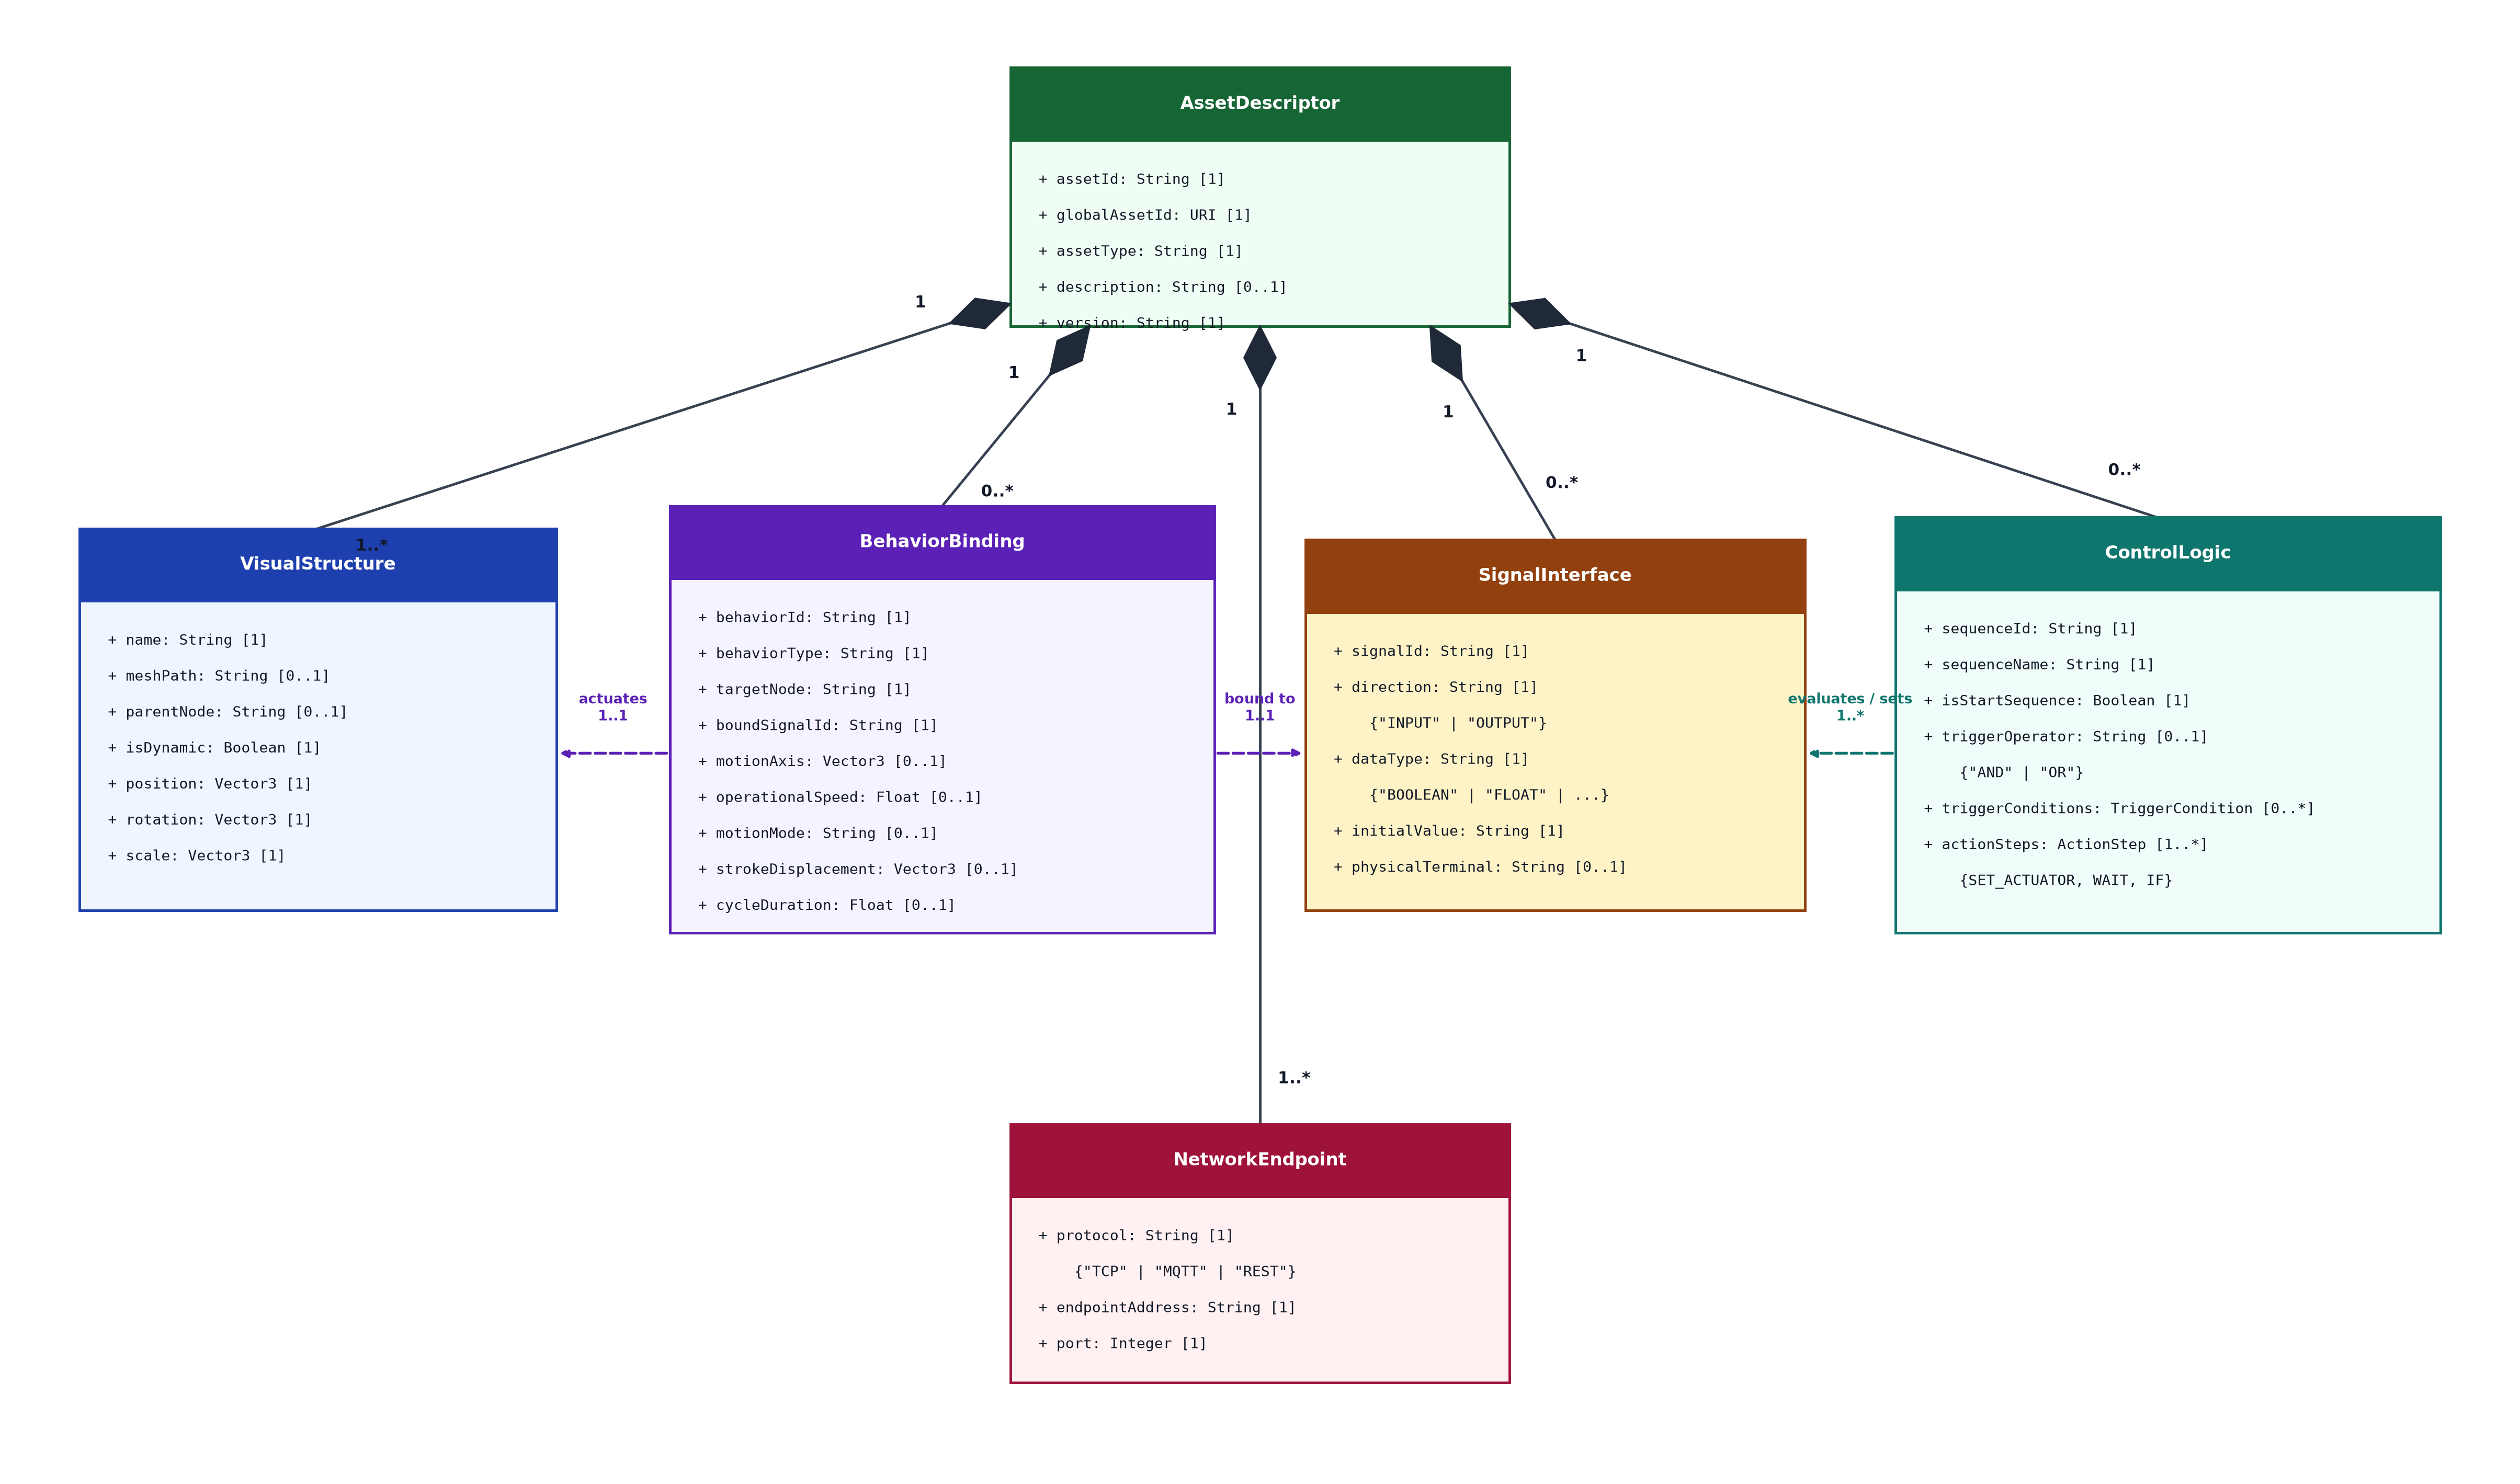 AssetDescriptor
+ assetId: String [1]
+ globalAssetId: URI [1]
+ assetType: String [1]
+ description: String [0..1]
+ version: String [1]
1
1
1
1
1
0..*
0..*
0..*
1..*
VisualStructure
+ name: String [1]
+ meshPath: String [0..1]
+ parentNode: String [0..1]
+ isDynamic: Boolean [1]
+ position: Vector3 [1]
+ rotation: Vector3 [1]
+ scale: Vector3 [1]
actuates
1..1
BehaviorBinding
+ behaviorId: String [1]
+ behaviorType: String [1]
+ targetNode: String [1]
+ boundSignalId: String [1]
+ motionAxis: Vector3 [0..1]
+ operationalSpeed: Float [0..1]
+ motionMode: String [0..1]
+ strokeDisplacement: Vector3 [0..1]
+ cycleDuration: Float [0..1]
bound to
1..1
SignalInterface
+ signalId: String [1]
+ direction: String [1]
{"INPUT" | "OUTPUT"}
+ dataType: String [1]
{"BOOLEAN" | "FLOAT" | ...}
+ initialValue: String [1]
+ physicalTerminal: String [0..1]
evaluates / sets
1..*
ControlLogic
+ sequenceId: String [1]
+ sequenceName: String [1]
+ isStartSequence: Boolean [1]
+ triggerOperator: String [0..1]
{"AND" | "OR"}
+ triggerConditions: TriggerCondition [0..*]
+ actionSteps: ActionStep [1..*]
{SET_ACTUATOR, WAIT, IF}
1..*
NetworkEndpoint
+ protocol: String [1]
{"TCP" | "MQTT" | "REST"}
+ endpointAddress: String [1]
+ port: Integer [1]